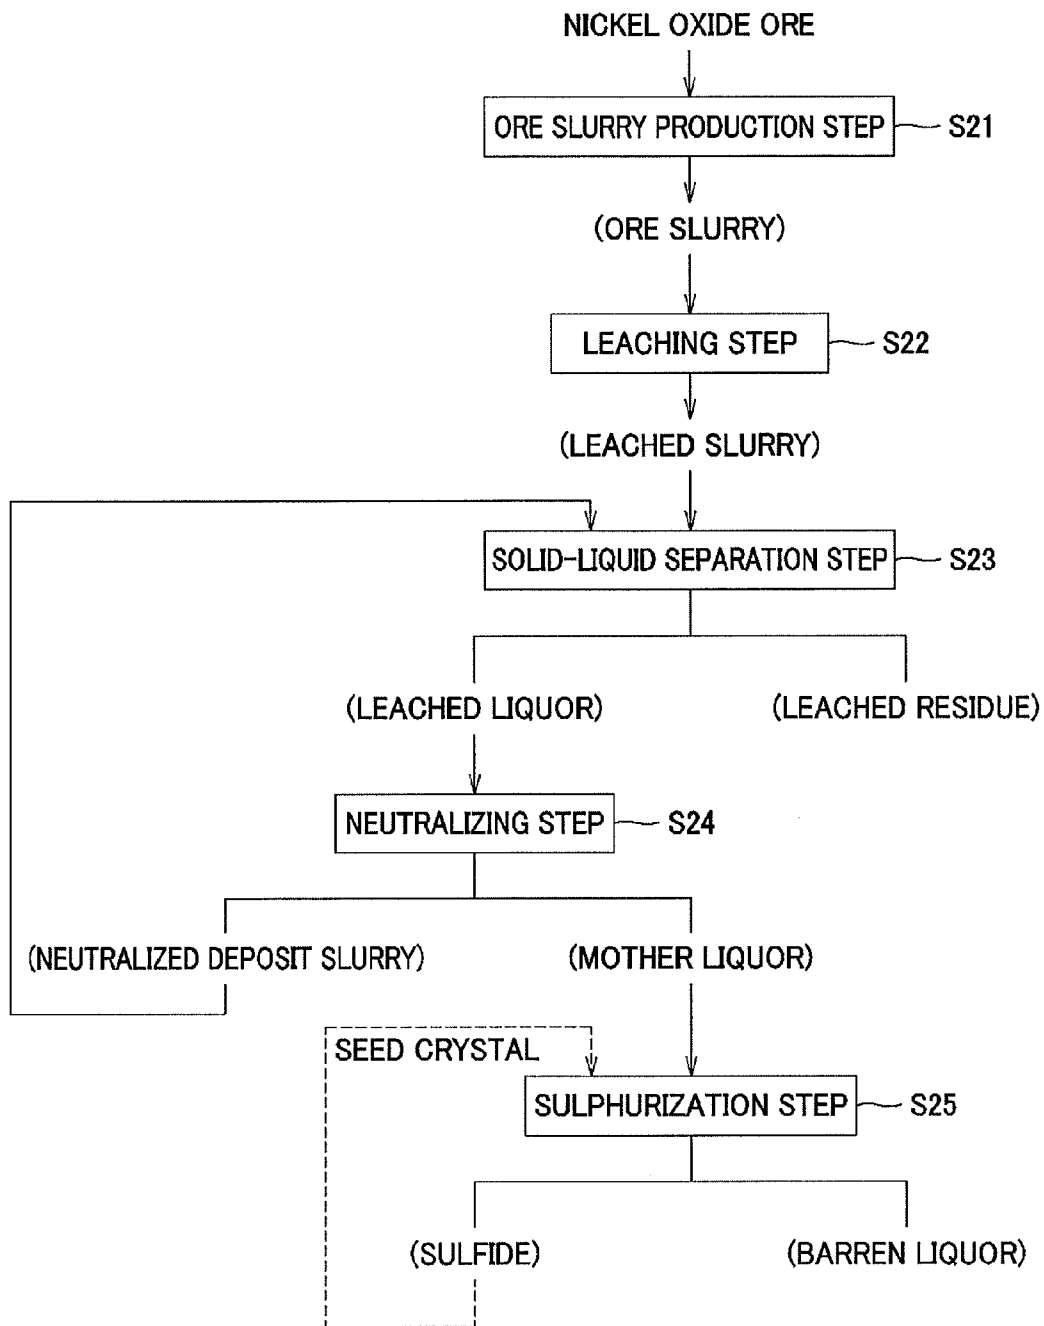 NICKEL OXIDE ORE
ORE SLURRY PRODUCTION STEP
S21
(ORE SLURRY)
LEACHING STEP
S22
(LEACHED SLURRY)
SOLID-LIQUID SEPARATION STEP
S23
(LEACHED LIQUOR)
(LEACHED RESIDUE)
NEUTRALIZING STEP
S24
(NEUTRALIZED DEPOSIT SLURRY)
(MOTHER LIQUOR)
SEED CRYSTAL
SULPHURIZATION STEP
S25
(SULFIDE)
(BARREN LIQUOR)